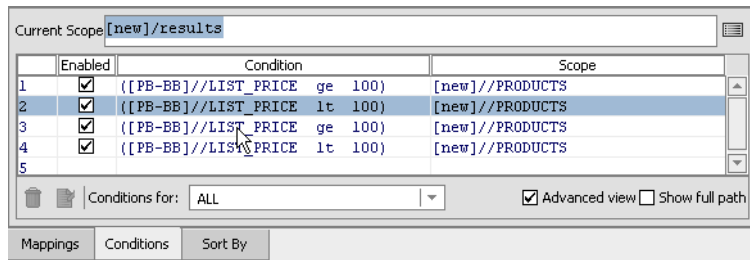 Current Scope [new]/results
Enabled Condition Scope
1 ([PB-BB]//LIST_PRICE ge 100) [new]//PRODUCTS
2 ([PB-BB]//LIST_PRICE lt 100) [new]//PRODUCTS
3 ([PB-BB]//LIST_PRICE ge 100) [new]//PRODUCTS
4 ([PB-BB]//LIST_PRICE lt 100) [new]//PRODUCTS
5
Conditions for: ALL Advanced view Show full path
Mappings Conditions Sort By